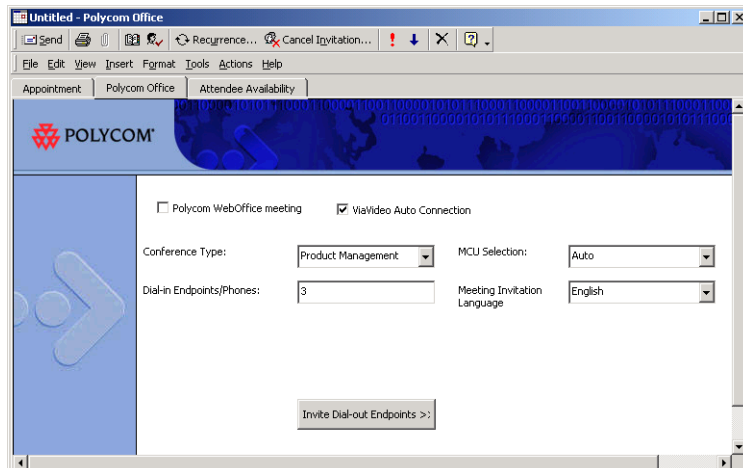 Untitled - Polycom Office
Send Recurrence... Cancel Invitation...
File Edit View Insert Format Tools Actions Help
Appointment Polycom Office Attendee Availability
POLYCOM
Polycom WebOffice meeting ViaVideo Auto Connection
Conference Type: Product Management MCU Selection: Auto
Dial-in Endpoints/Phones: 3 Meeting Invitation English
Language
Invite Dial-out Endpoints >>